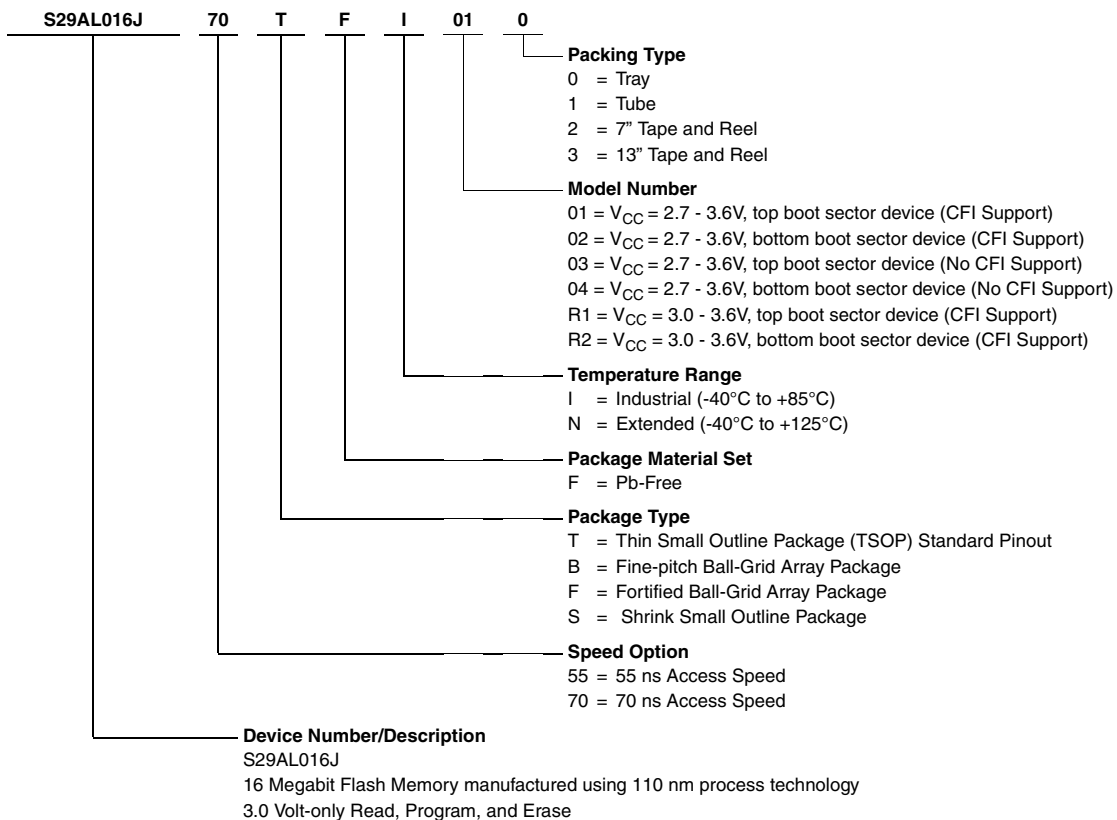 S29AL016J 70 T F I 01 0
Packing Type
0 = Tray
1 = Tube
2 = 7” Tape and Reel
3 = 13” Tape and Reel
Model Number
01 = VCC = 2.7 - 3.6V, top boot sector device (CFI Support)
02 = VCC = 2.7 - 3.6V, bottom boot sector device (CFI Support)
03 = VCC = 2.7 - 3.6V, top boot sector device (No CFI Support)
04 = VCC = 2.7 - 3.6V, bottom boot sector device (No CFI Support)
R1 = VCC = 3.0 - 3.6V, top boot sector device (CFI Support)
R2 = VCC = 3.0 - 3.6V, bottom boot sector device (CFI Support)
Temperature Range
I = Industrial (-40°C to +85°C)
N = Extended (-40°C to +125°C)
Package Material Set
F = Pb-Free
Package Type
T = Thin Small Outline Package (TSOP) Standard Pinout
B = Fine-pitch Ball-Grid Array Package
F = Fortified Ball-Grid Array Package
S = Shrink Small Outline Package
Speed Option
55 = 55 ns Access Speed
70 = 70 ns Access Speed
Device Number/Description
S29AL016J
16 Megabit Flash Memory manufactured using 110 nm process technology
3.0 Volt-only Read, Program, and Erase